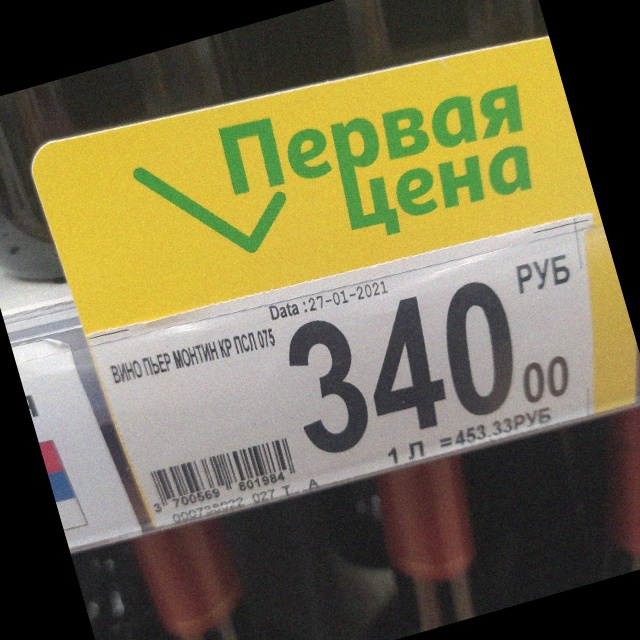 Первая
цена
Data :27-01-2021
ВИНО ПЬЕР МОНТИН КР ПСЛ 075
340 00 РУБ
1 Л =453.33РУБ
3 700569 601984